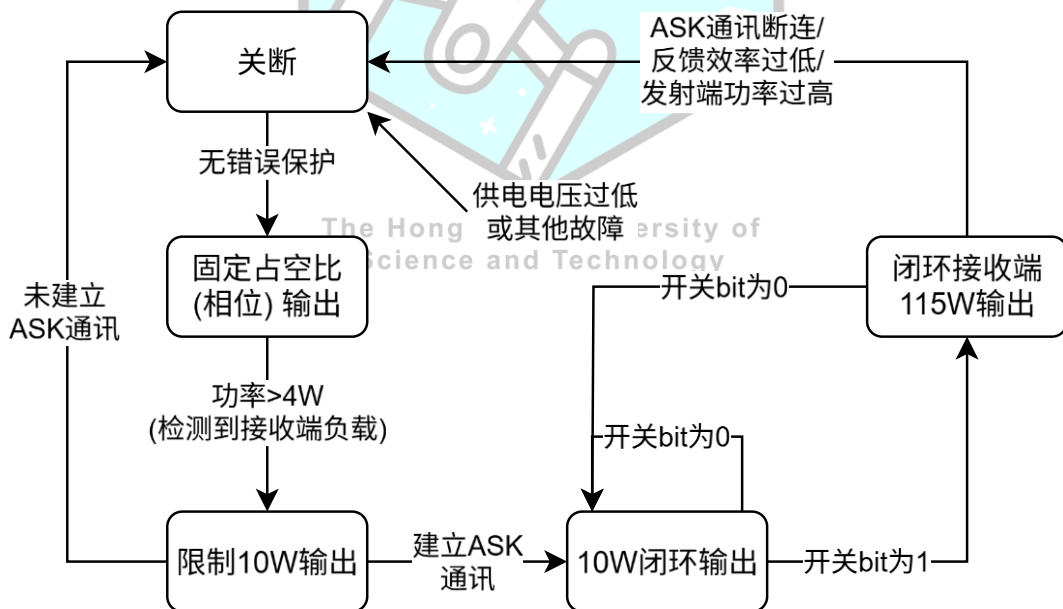 关断
ASK通讯断连/
反馈效率过低/
发射端功率过高
无错误保护
供电电压过低
或其他故障
The Hong ersity of
Science and Technology
固定占空比
(相位) 输出
闭环接收端
115W输出
未建立
ASK通讯
开关bit为0
功率>4W
(检测到接收端负载)
开关bit为0
限制10W输出
建立ASK
通讯
10W闭环输出
开关bit为1